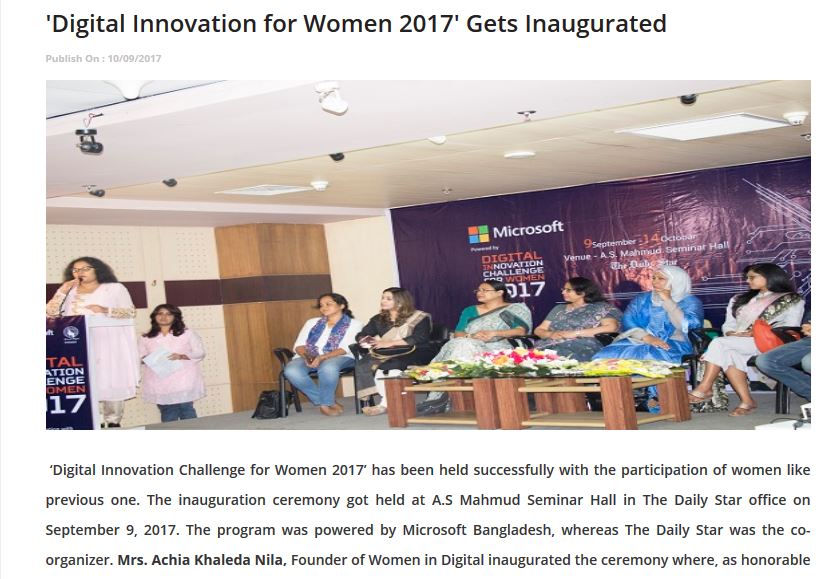 'Digital Innovation for Women 2017' Gets Inaugurated
Publish On : 10/09/2017
Microsoft
Powered by
DIGITAL
INNOVATION
CHALLENGE
FOR WOMEN
2017
9 September - 14 October
Venue - A.S. Mahmud Seminar Hall
The Daily Star
‘Digital Innovation Challenge for Women 2017’ has been held successfully with the participation of women like
previous one. The inauguration ceremony got held at A.S Mahmud Seminar Hall in The Daily Star office on
September 9, 2017. The program was powered by Microsoft Bangladesh, whereas The Daily Star was the co-
organizer. Mrs. Achia Khaleda Nila, Founder of Women in Digital inaugurated the ceremony where, as honorable